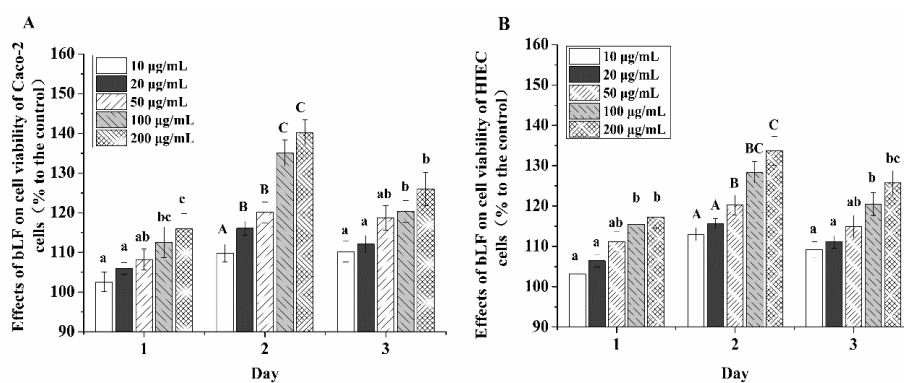 A
Effects of bLF on cell viability of Caco-2
cells (% to the control)
160
150
140
130
120
110
100
90
10 μg/mL
20 μg/mL
50 μg/mL
100 μg/mL
200 μg/mL
a a ab bc c
A B B C C
a a ab b b
1 2 3
Day
B
Effects of bLF on cell viability of HIEC
cells (% to the control)
160
150
140
130
120
110
100
90
10 μg/mL
20 μg/mL
50 μg/mL
100 μg/mL
200 μg/mL
a a ab b b
A A B BC C
a a ab b bc
1 2 3
Day